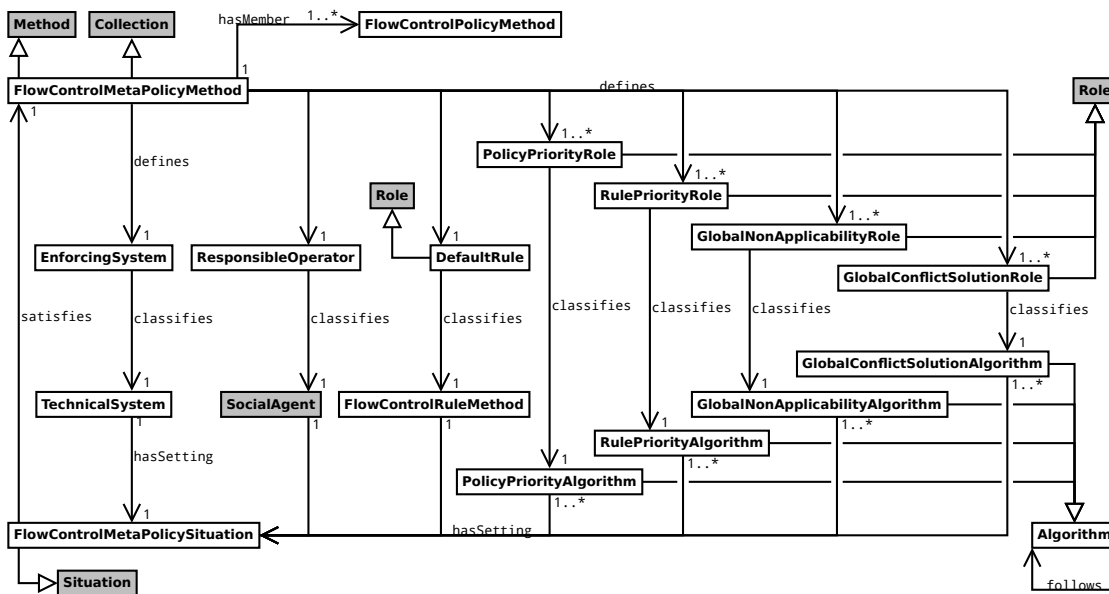 hasMember 1..*
Method Collection FlowControlPolicyMethod
1
FlowControlMetaPolicyMethod defines Role
1
1..*
defines PolicyPriorityRole
1..*
Role RulePriorityRole
1..*
1 1 1 GlobalNonApplicabilityRole
EnforcingSystem ResponsibleOperator DefaultRule 1..*
GlobalConflictSolutionRole
satisfies classifies classifies classifies classifies classifies classifies classifies
1
GlobalConflictSolutionAlgorithm
1 1 1 1 1..*
TechnicalSystem SocialAgent FlowControlRuleMethod GlobalNonApplicabilityAlgorithm
1 1 1 1 1..*
RulePriorityAlgorithm
hasSetting 1 1..*
PolicyPriorityAlgorithm
1 1..*
FlowControlMetaPolicySituation hasSetting Algorithm
Situation follows